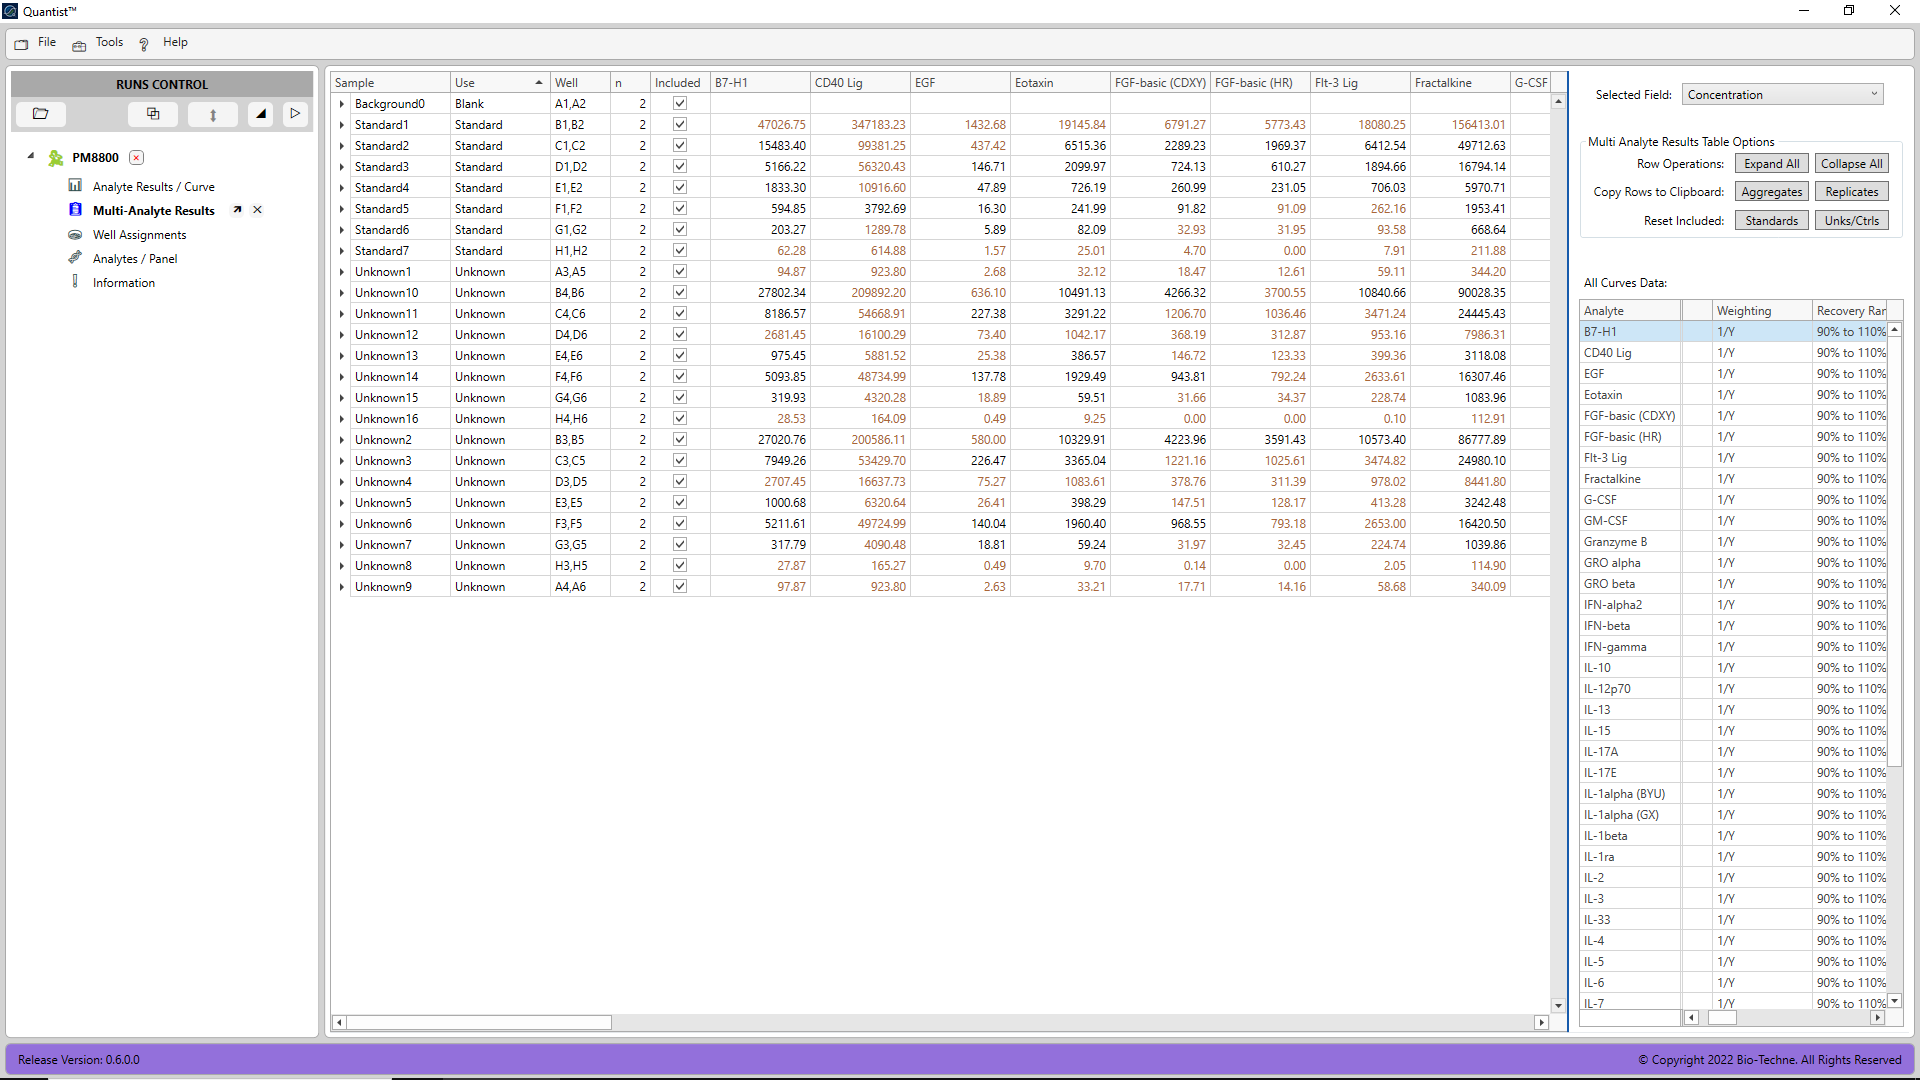 Quantist™
File Tools Help
RUNS CONTROL
PM8800
Analyte Results / Curve
Multi-Analyte Results
Well Assignments
Analytes / Panel
Information
Sample Use Well n Included B7-H1 CD40 Lig EGF Eotaxin FGF-basic (CDXY) FGF-basic (HR) Flt-3 Lig Fractalkine G-CSF
Background0 Blank A1,A2 2
Standard1 Standard B1,B2 2 47026.75 347183.23 1432.68 19145.84 6791.27 5773.43 18080.25 156413.01
Standard2 Standard C1,C2 2 15483.40 99381.25 437.42 6515.36 2289.23 1969.37 6412.54 49712.63
Standard3 Standard D1,D2 2 5166.22 56320.43 146.71 2099.97 724.13 610.27 1894.66 16794.14
Standard4 Standard E1,E2 2 1833.30 10916.60 47.89 726.19 260.99 231.05 706.03 5970.71
Standard5 Standard F1,F2 2 594.85 3792.69 16.30 241.99 91.82 91.09 262.16 1953.41
Standard6 Standard G1,G2 2 203.27 1289.78 5.89 82.09 32.93 31.95 93.58 668.64
Standard7 Standard H1,H2 2 62.28 614.88 1.57 25.01 4.70 0.00 7.91 211.88
Unknown1 Unknown A3,A5 2 94.87 923.80 2.68 32.12 18.47 12.61 59.11 344.20
Unknown10 Unknown B4,B6 2 27802.34 209892.20 636.10 10491.13 4266.32 3700.55 10840.66 90028.35
Unknown11 Unknown C4,C6 2 8186.57 54668.91 227.38 3291.22 1206.70 1036.46 3471.24 24445.43
Unknown12 Unknown D4,D6 2 2681.45 16100.29 73.40 1042.17 368.19 312.87 953.16 7986.31
Unknown13 Unknown E4,E6 2 975.45 5881.52 25.38 386.57 146.72 123.33 399.36 3118.08
Unknown14 Unknown F4,F6 2 5093.85 48734.99 137.78 1929.49 943.81 792.24 2633.61 16307.46
Unknown15 Unknown G4,G6 2 319.93 4320.28 18.89 59.51 31.66 34.37 228.74 1083.96
Unknown16 Unknown H4,H6 2 28.53 164.09 0.49 9.25 0.00 0.00 0.10 112.91
Unknown2 Unknown B3,B5 2 27020.76 200586.11 580.00 10329.91 4223.96 3591.43 10573.40 86777.89
Unknown3 Unknown C3,C5 2 7949.26 53429.70 226.47 3365.04 1221.16 1025.61 3474.82 24980.10
Unknown4 Unknown D3,D5 2 2707.45 16637.73 75.27 1083.61 378.76 311.39 978.02 8441.80
Unknown5 Unknown E3,E5 2 1000.68 6320.64 26.41 398.29 147.51 128.17 413.28 3242.48
Unknown6 Unknown F3,F5 2 5211.61 49724.99 140.04 1960.40 968.55 793.18 2653.00 16420.50
Unknown7 Unknown G3,G5 2 317.79 4090.48 18.81 59.24 31.97 32.45 224.74 1039.86
Unknown8 Unknown H3,H5 2 27.87 165.27 0.49 9.70 0.14 0.00 2.05 114.90
Unknown9 Unknown A4,A6 2 97.87 923.80 2.63 33.21 17.71 14.16 58.68 340.09
Selected Field: Concentration
Multi Analyte Results Table Options
Row Operations: Expand All Collapse All
Copy Rows to Clipboard: Aggregates Replicates
Reset Included: Standards Unks/Ctrls
All Curves Data:
Analyte Weighting Recovery Ran
B7-H1 1/Y 90% to 110%
CD40 Lig 1/Y 90% to 110%
EGF 1/Y 90% to 110%
Eotaxin 1/Y 90% to 110%
FGF-basic (CDXY) 1/Y 90% to 110%
FGF-basic (HR) 1/Y 90% to 110%
Flt-3 Lig 1/Y 90% to 110%
Fractalkine 1/Y 90% to 110%
G-CSF 1/Y 90% to 110%
GM-CSF 1/Y 90% to 110%
Granzyme B 1/Y 90% to 110%
GRO alpha 1/Y 90% to 110%
GRO beta 1/Y 90% to 110%
IFN-alpha2 1/Y 90% to 110%
IFN-beta 1/Y 90% to 110%
IFN-gamma 1/Y 90% to 110%
IL-10 1/Y 90% to 110%
IL-12p70 1/Y 90% to 110%
IL-13 1/Y 90% to 110%
IL-15 1/Y 90% to 110%
IL-17A 1/Y 90% to 110%
IL-17E 1/Y 90% to 110%
IL-1alpha (BYU) 1/Y 90% to 110%
IL-1alpha (GX) 1/Y 90% to 110%
IL-1beta 1/Y 90% to 110%
IL-1ra 1/Y 90% to 110%
IL-2 1/Y 90% to 110%
IL-3 1/Y 90% to 110%
IL-33 1/Y 90% to 110%
IL-4 1/Y 90% to 110%
IL-5 1/Y 90% to 110%
IL-6 1/Y 90% to 110%
IL-7 1/Y 90% to 110%
Release Version: 0.6.0.0
© Copyright 2022 Bio-Techne. All Rights Reserved